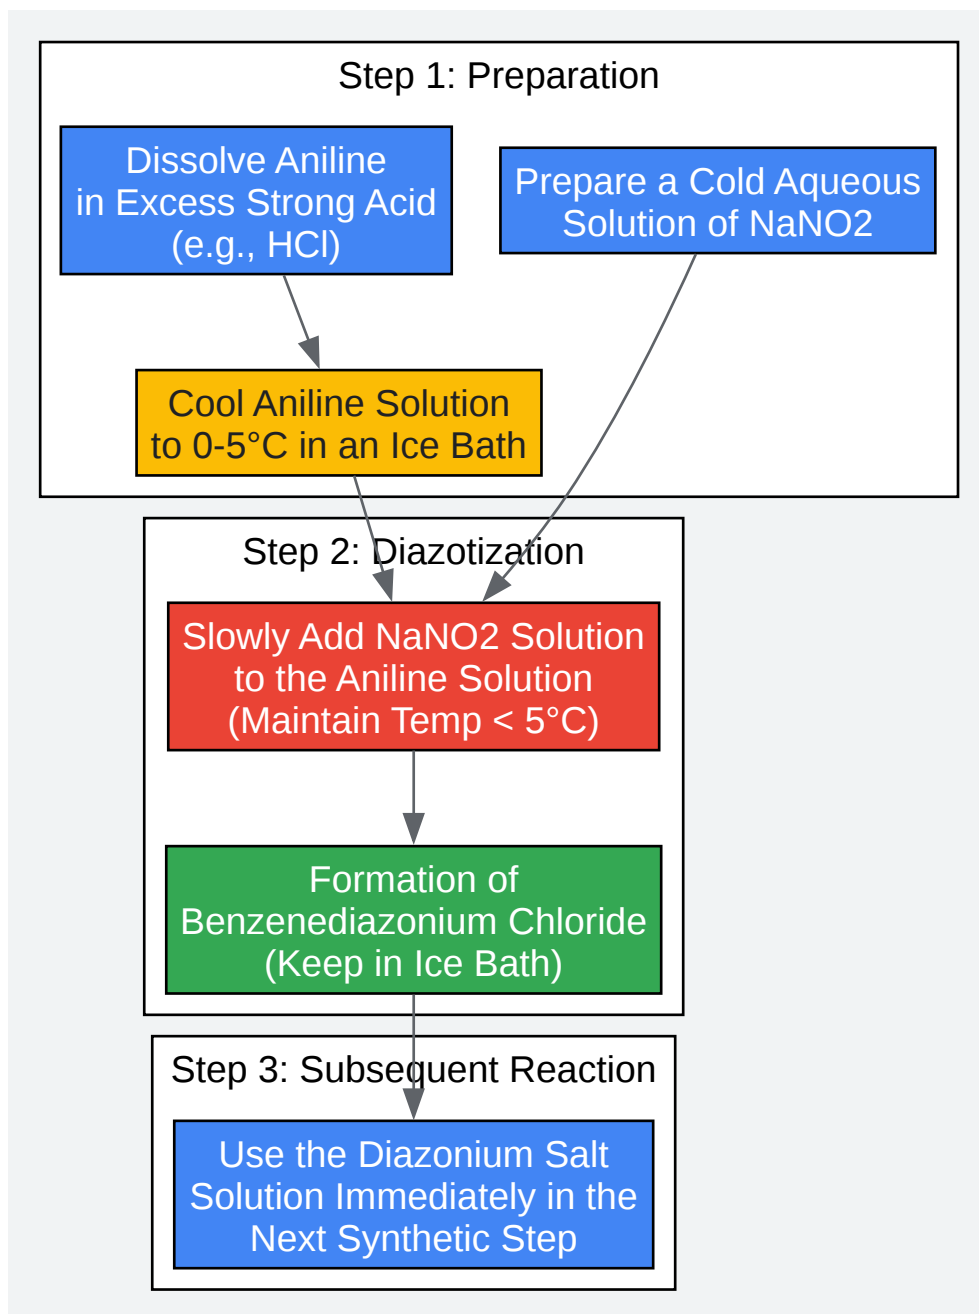 Step 1: Preparation
Dissolve Aniline
in Excess Strong Acid
(e.g., HCl)
Prepare a Cold Aqueous
Solution of NaNO2
Cool Aniline Solution
to 0-5°C in an Ice Bath
Step 2: Diazotization
Slowly Add NaNO2 Solution
to the Aniline Solution
(Maintain Temp < 5°C)
Formation of
Benzenediazonium Chloride
(Keep in Ice Bath)
Step 3: Subsequent Reaction
Use the Diazonium Salt
Solution Immediately in the
Next Synthetic Step